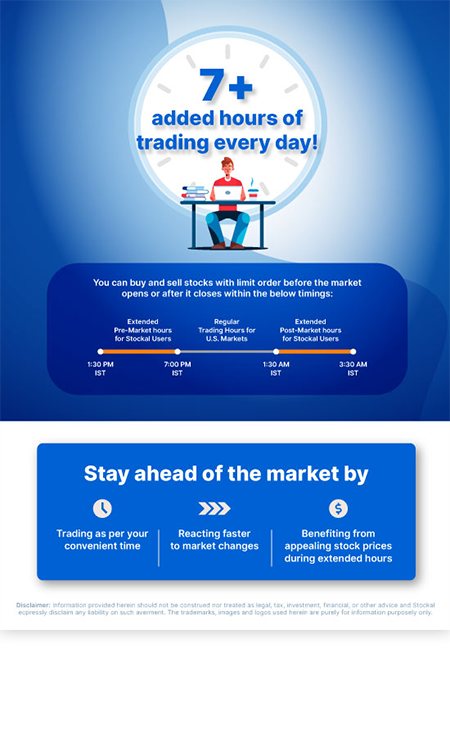 7+
added hours of
trading every day!
You can buy and sell stocks with limit order before the market
opens or after it closes within the below timings:
Extended
Pre-Market hours
for Stockal Users
Regular
Trading Hours for
U.S. Markets
Extended
Post-Market hours
for Stockal Users
1:30 PM
IST
7:00 PM
IST
1:30 AM
IST
3:30 AM
IST
Stay ahead of the market by
Trading as per your
convenient time
Reacting faster
to market changes
$
Benefiting from
appealing stock prices
during extended hours
Disclaimer: Information provided herein should not be construed nor treated as legal, tax, investment, financial, or other advice and Stockal
ecpressly disclaim any liability on such averment. The trademarks, images and logos used herein are purely for information purposely only.